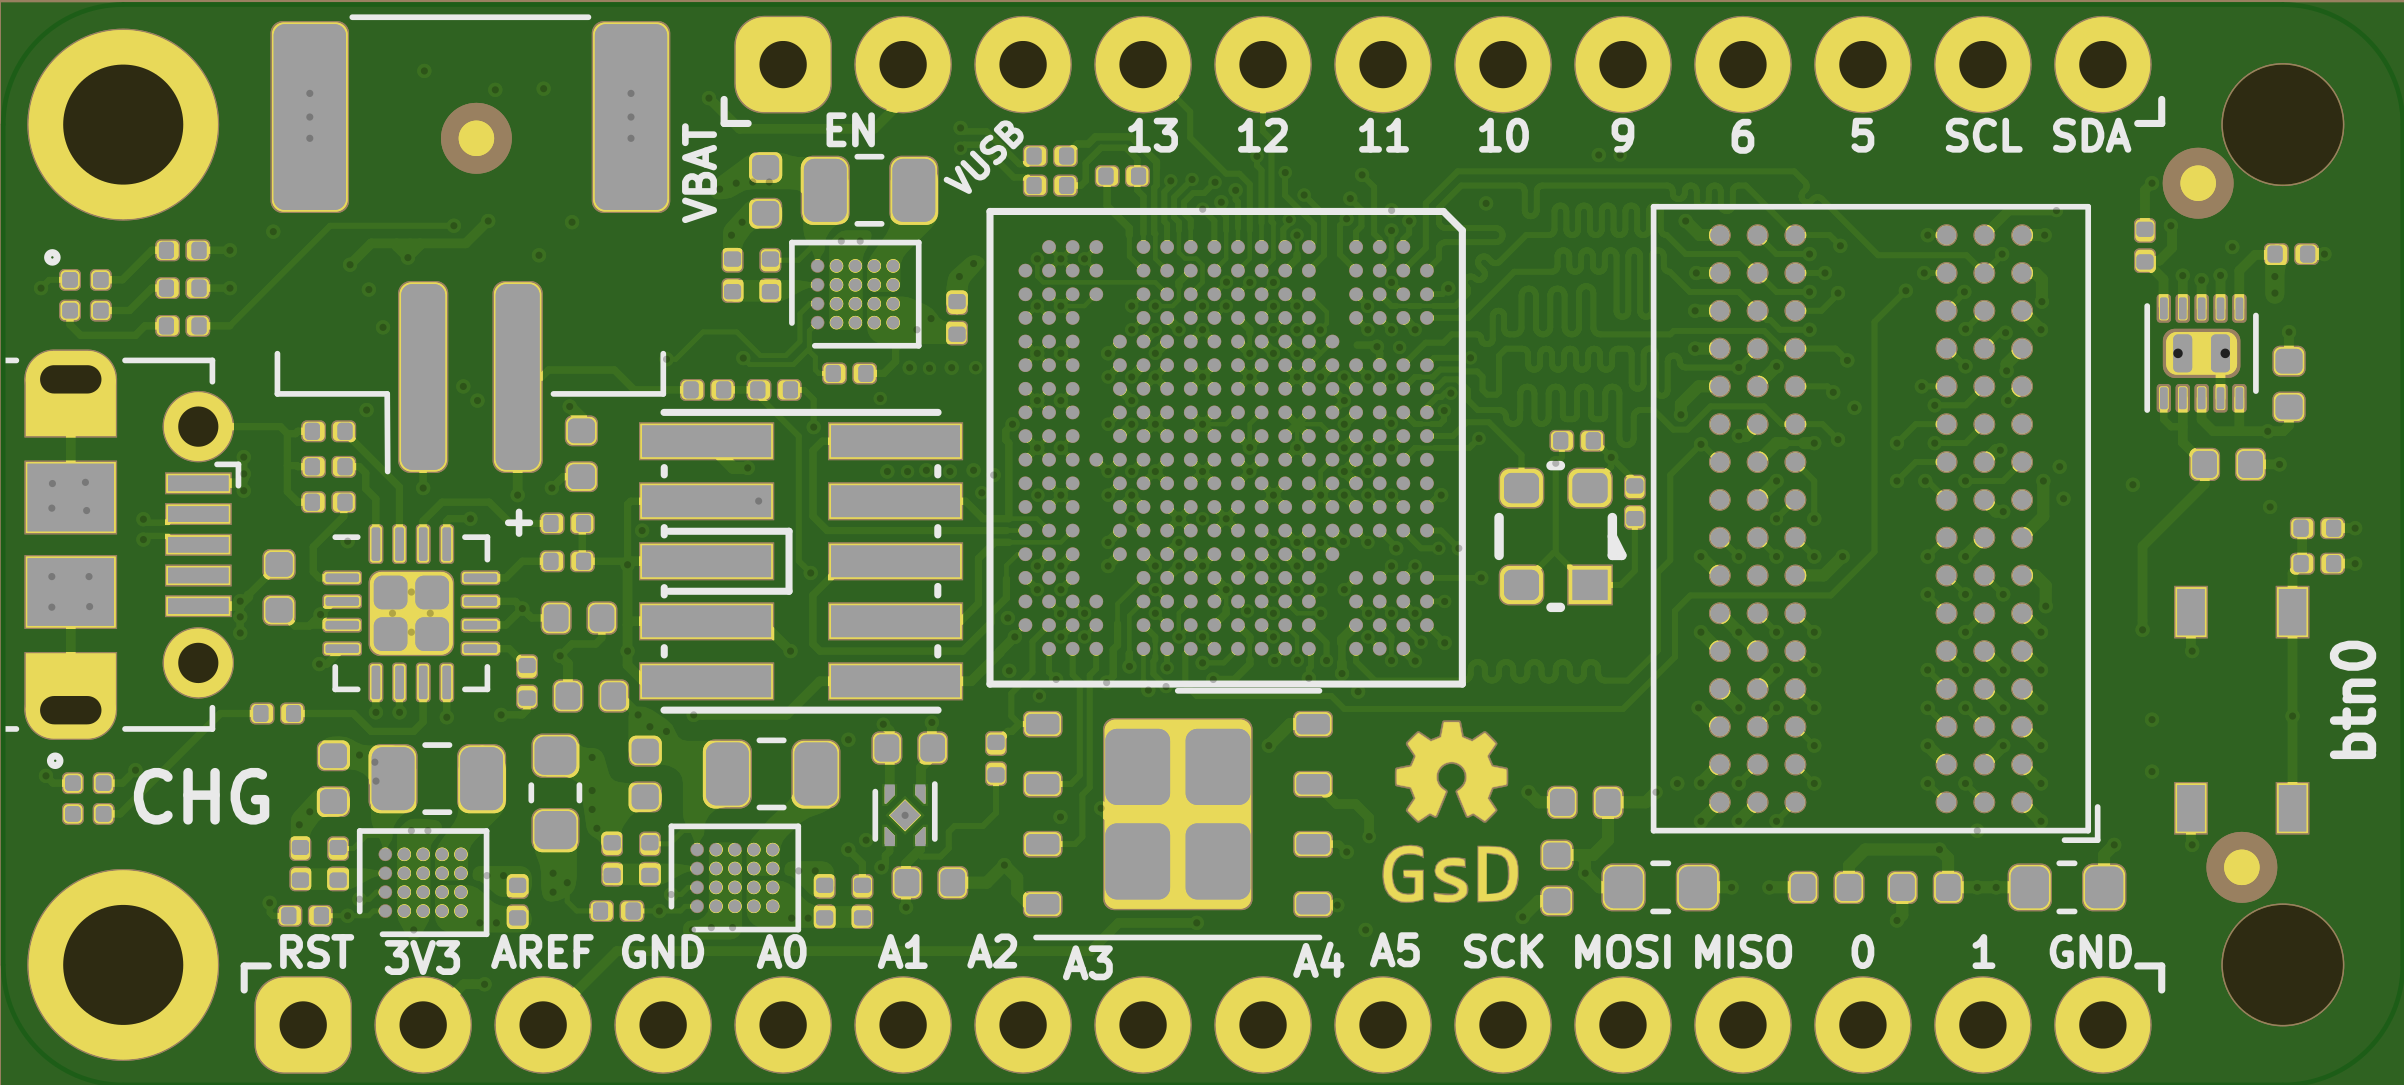 EN
VBAT
VUSB
13 12 11 10 9 6 5 SCL SDA
+
btn0
CHG
GsD
RST 3V3 AREF GND A0 A1 A2 A3 A4 A5 SCK MOSI MISO 0 1 GND